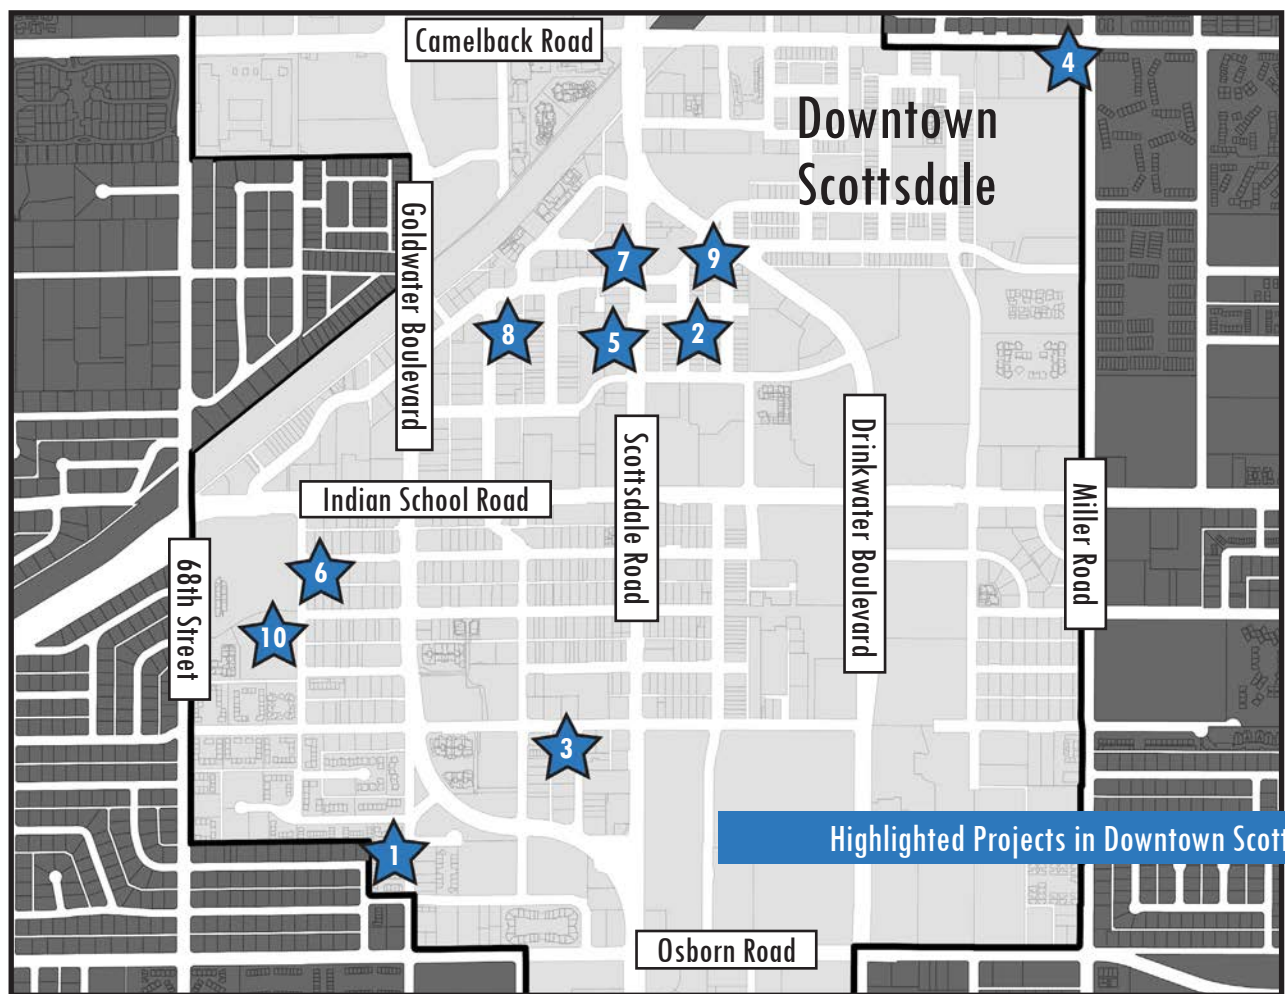 Camelback Road
4
Downtown
Scottsdale
Goldwater Boulevard
7
9
8
5
2
Scottsdale Road
Drinkwater Boulevard
Indian School Road
Miller Road
68th Street
6
10
3
Highlighted Projects in Downtown Scott
1
Osborn Road